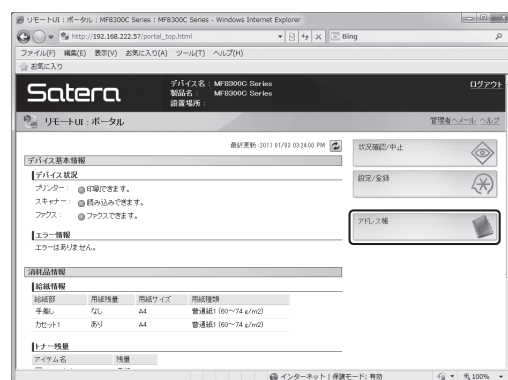 リモートUI : ポータル : MF8300C Series : MF8300C Series - Windows Internet Explorer
http://192.168.222.57/portal_top.html
Bing
ファイル(F) 編集(E) 表示(V) お気に入り(A) ツール(T) ヘルプ(H)
お気に入り
Satera
デバイス名 : MF8300C Series
製品名 : MF8300C Series
設置場所 :
ログアウト
リモートUI : ポータル
管理者へメール ヘルプ
最終更新 :2011 01/03 03:24:00 PM
デバイス基本情報
デバイス状況
プリンター : 印刷できます。
スキャナー : 読み込みできます。
ファクス : ファクスできます。
エラー情報
エラーはありません。
消耗品情報
給紙情報
給紙部 用紙残量 用紙サイズ 用紙種類
手差し なし A4 普通紙1 (60～74 g/m2)
カセット1 あり A4 普通紙1 (60～74 g/m2)
トナー残量
アイテム名 残量
状況確認/中止
設定/登録
アドレス帳
インターネット | 保護モード: 有効
100%